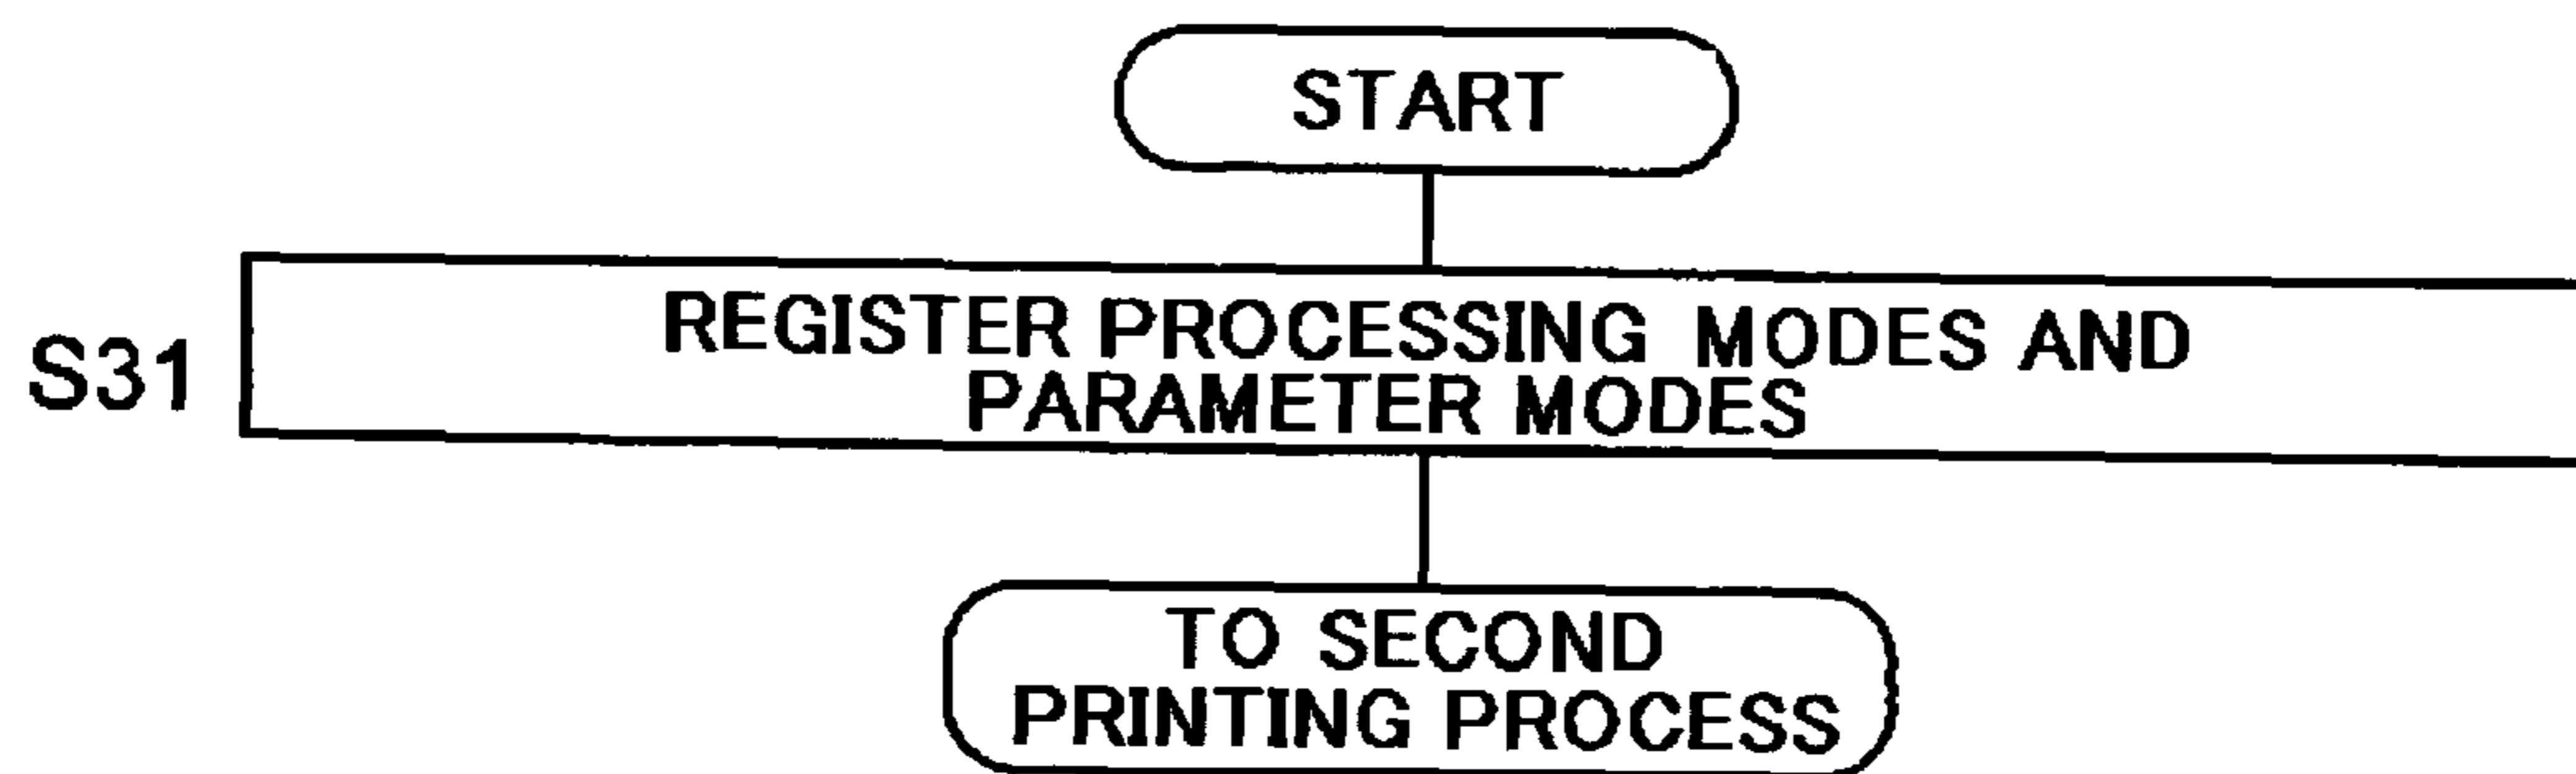 START
S31
REGISTER PROCESSING MODES AND
PARAMETER MODES
TO SECOND
PRINTING PROCESS